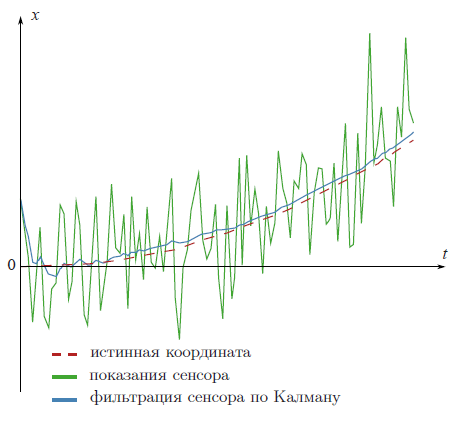 x
t
0
истинная координата
показания сенсора
фильтрация сенсора по Калману